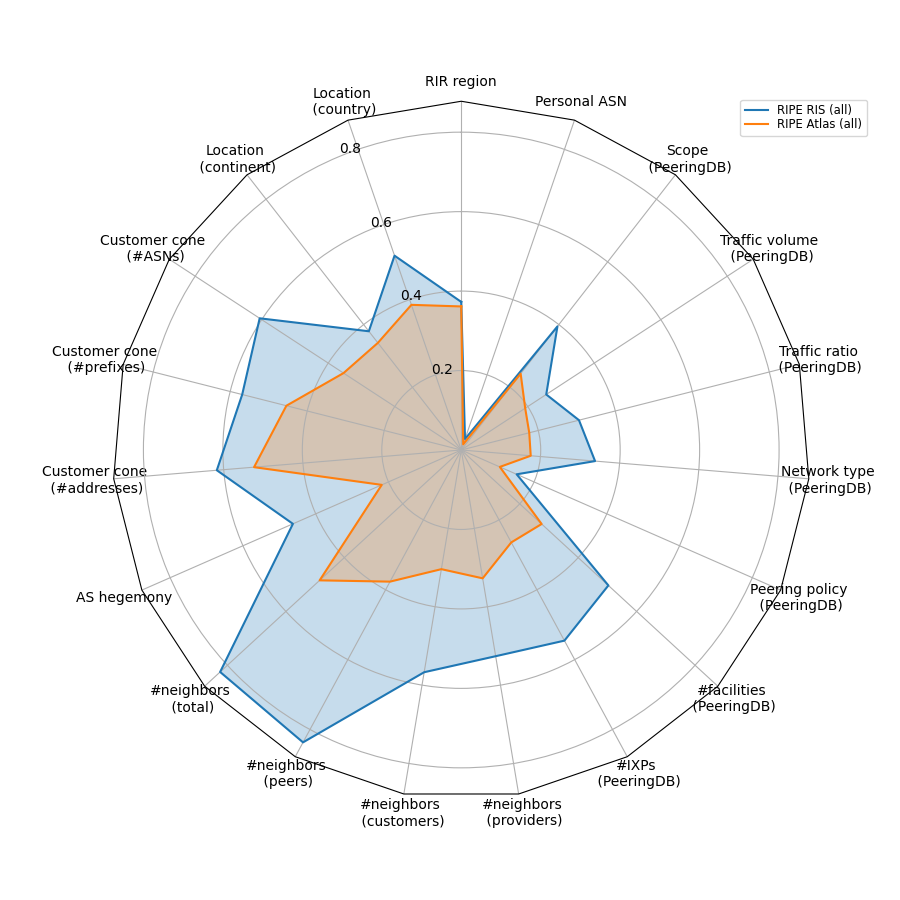 RIR region
Personal ASN
Location
(country)
RIPE RIS (all)
RIPE Atlas (all)
Scope
(PeeringDB)
Location
(continent)
0.8
0.6
0.4
0.2
Customer cone
(#ASNs)
Traffic volume
(PeeringDB)
Customer cone
(#prefixes)
Traffic ratio
(PeeringDB)
Customer cone
(#addresses)
Network type
(PeeringDB)
AS hegemony
Peering policy
(PeeringDB)
#neighbors
(total)
#facilities
(PeeringDB)
#neighbors
(peers)
#IXPs
(PeeringDB)
#neighbors
(customers)
#neighbors
(providers)